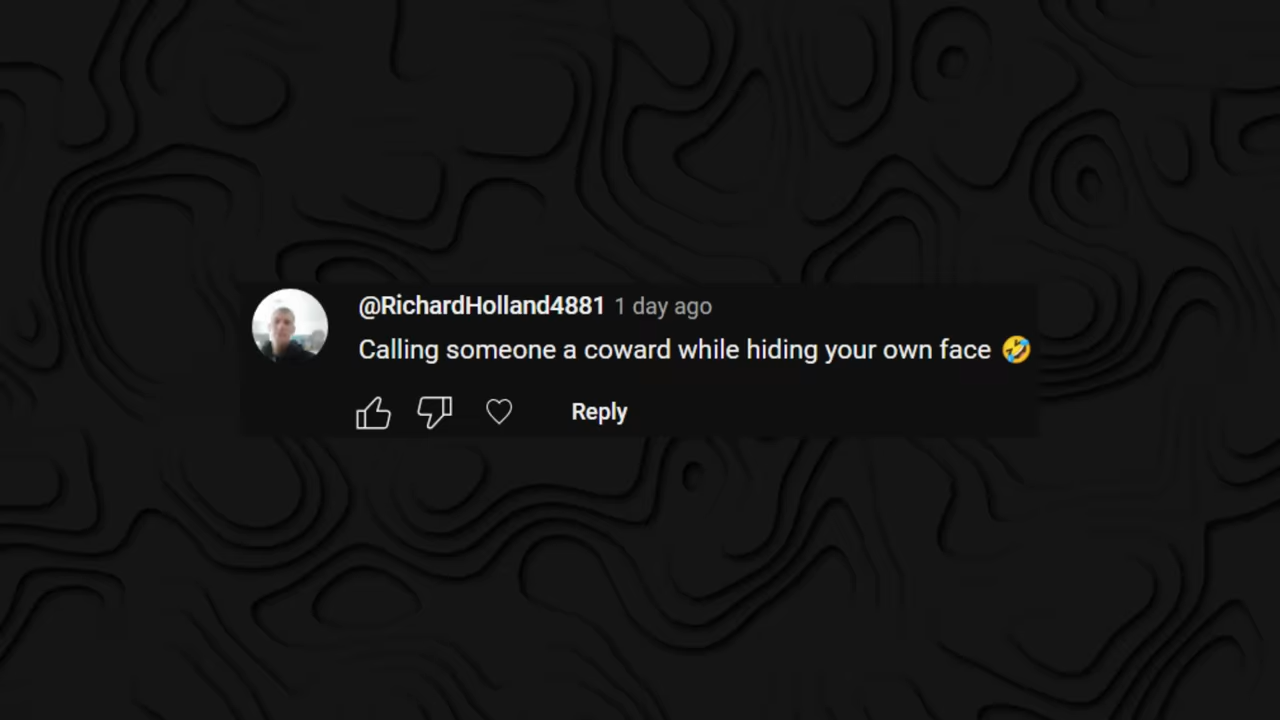 @RichardHolland4881 1 day ago
Calling someone a coward while hiding your own face 🤣
Reply